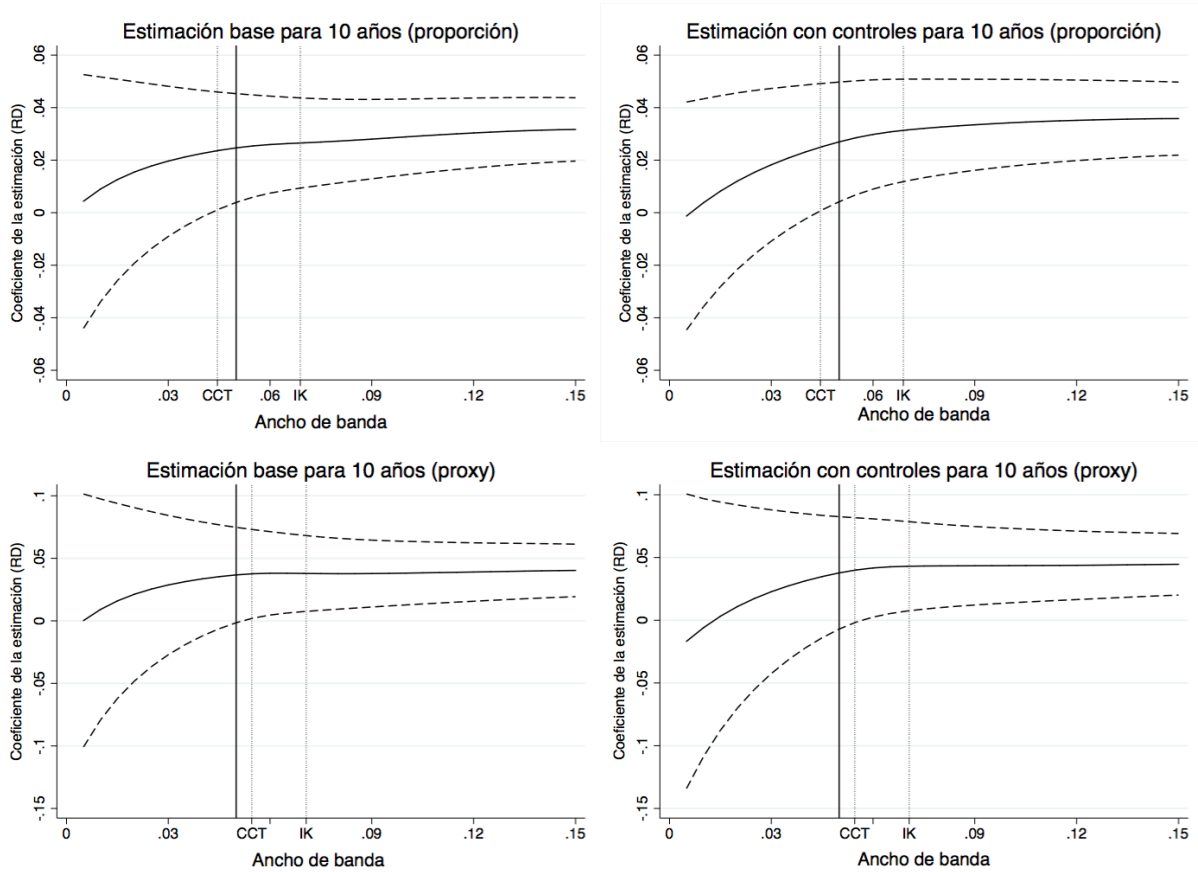 Estimación base para 10 años (proporción)
Coeficiente de la estimación (RD)
.06
.04
.02
0
-.02
-.04
-.06
0 .03 CCT .06 IK .09 .12 .15
Ancho de banda
Estimación con controles para 10 años (proporción)
Coeficiente de la estimación (RD)
.06
.04
.02
0
-.02
-.04
-.06
0 .03 CCT .06 IK .09 .12 .15
Ancho de banda
Estimación base para 10 años (proxy)
Coeficiente de la estimación (RD)
.1
.05
0
-.05
-.1
-.15
0 .03 CCT IK .09 .12 .15
Ancho de banda
Estimación con controles para 10 años (proxy)
Coeficiente de la estimación (RD)
.1
.05
0
-.05
-.1
-.15
0 .03 CCT IK .09 .12 .15
Ancho de banda